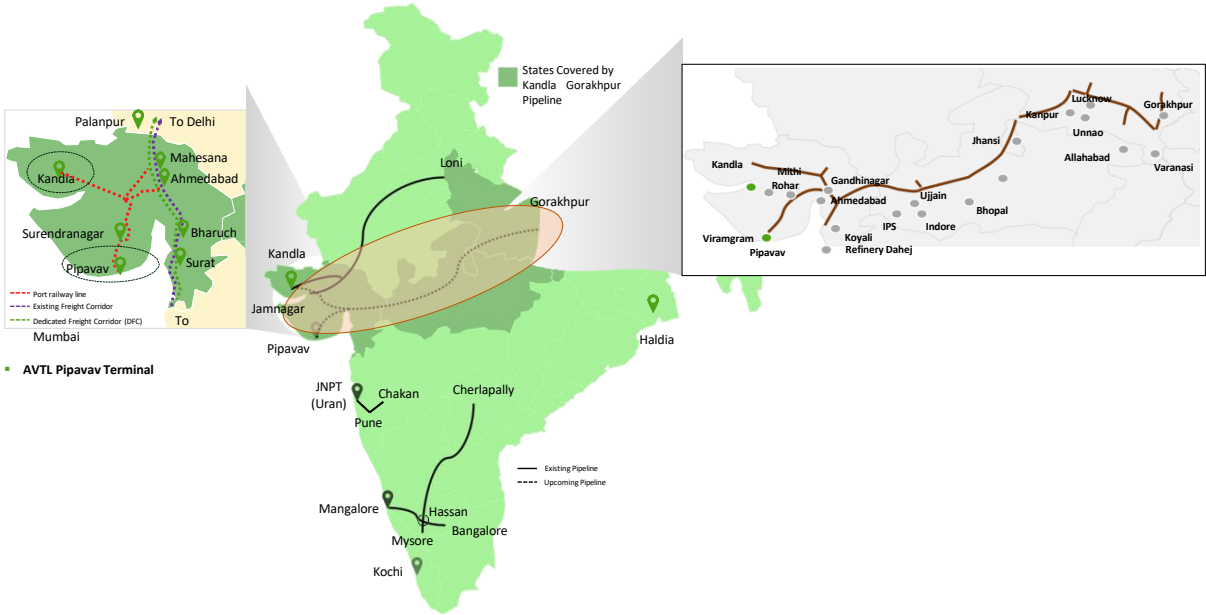 States Covered by
Kandla Gorakhpur
Pipeline
Palanpur
To Delhi
Mahesana
Kandla
Ahmedabad
Surendranagar
Bharuch
Pipavav
Surat
Port railway line
Existing Freight Corridor
Dedicated Freight Corridor (DFC)
To
Mumbai
AVTL Pipavav Terminal
Loni
Gorakhpur
Kandla
Jamnagar
Pipavav
Haldia
JNPT
(Uran)
Chakan
Pune
Cherlapally
Existing Pipeline
Upcoming Pipeline
Mangalore
Hassan
Bangalore
Mysore
Kochi
Lucknow
Gorakhpur
Kanpur
Unnao
Jhansi
Allahabad
Varanasi
Kandla
Mithi
Rohar
Gandhinagar
Ahmedabad
Ujjain
Bhopal
IPS
Indore
Viramgram
Koyali
Pipavav
Refinery Dahej